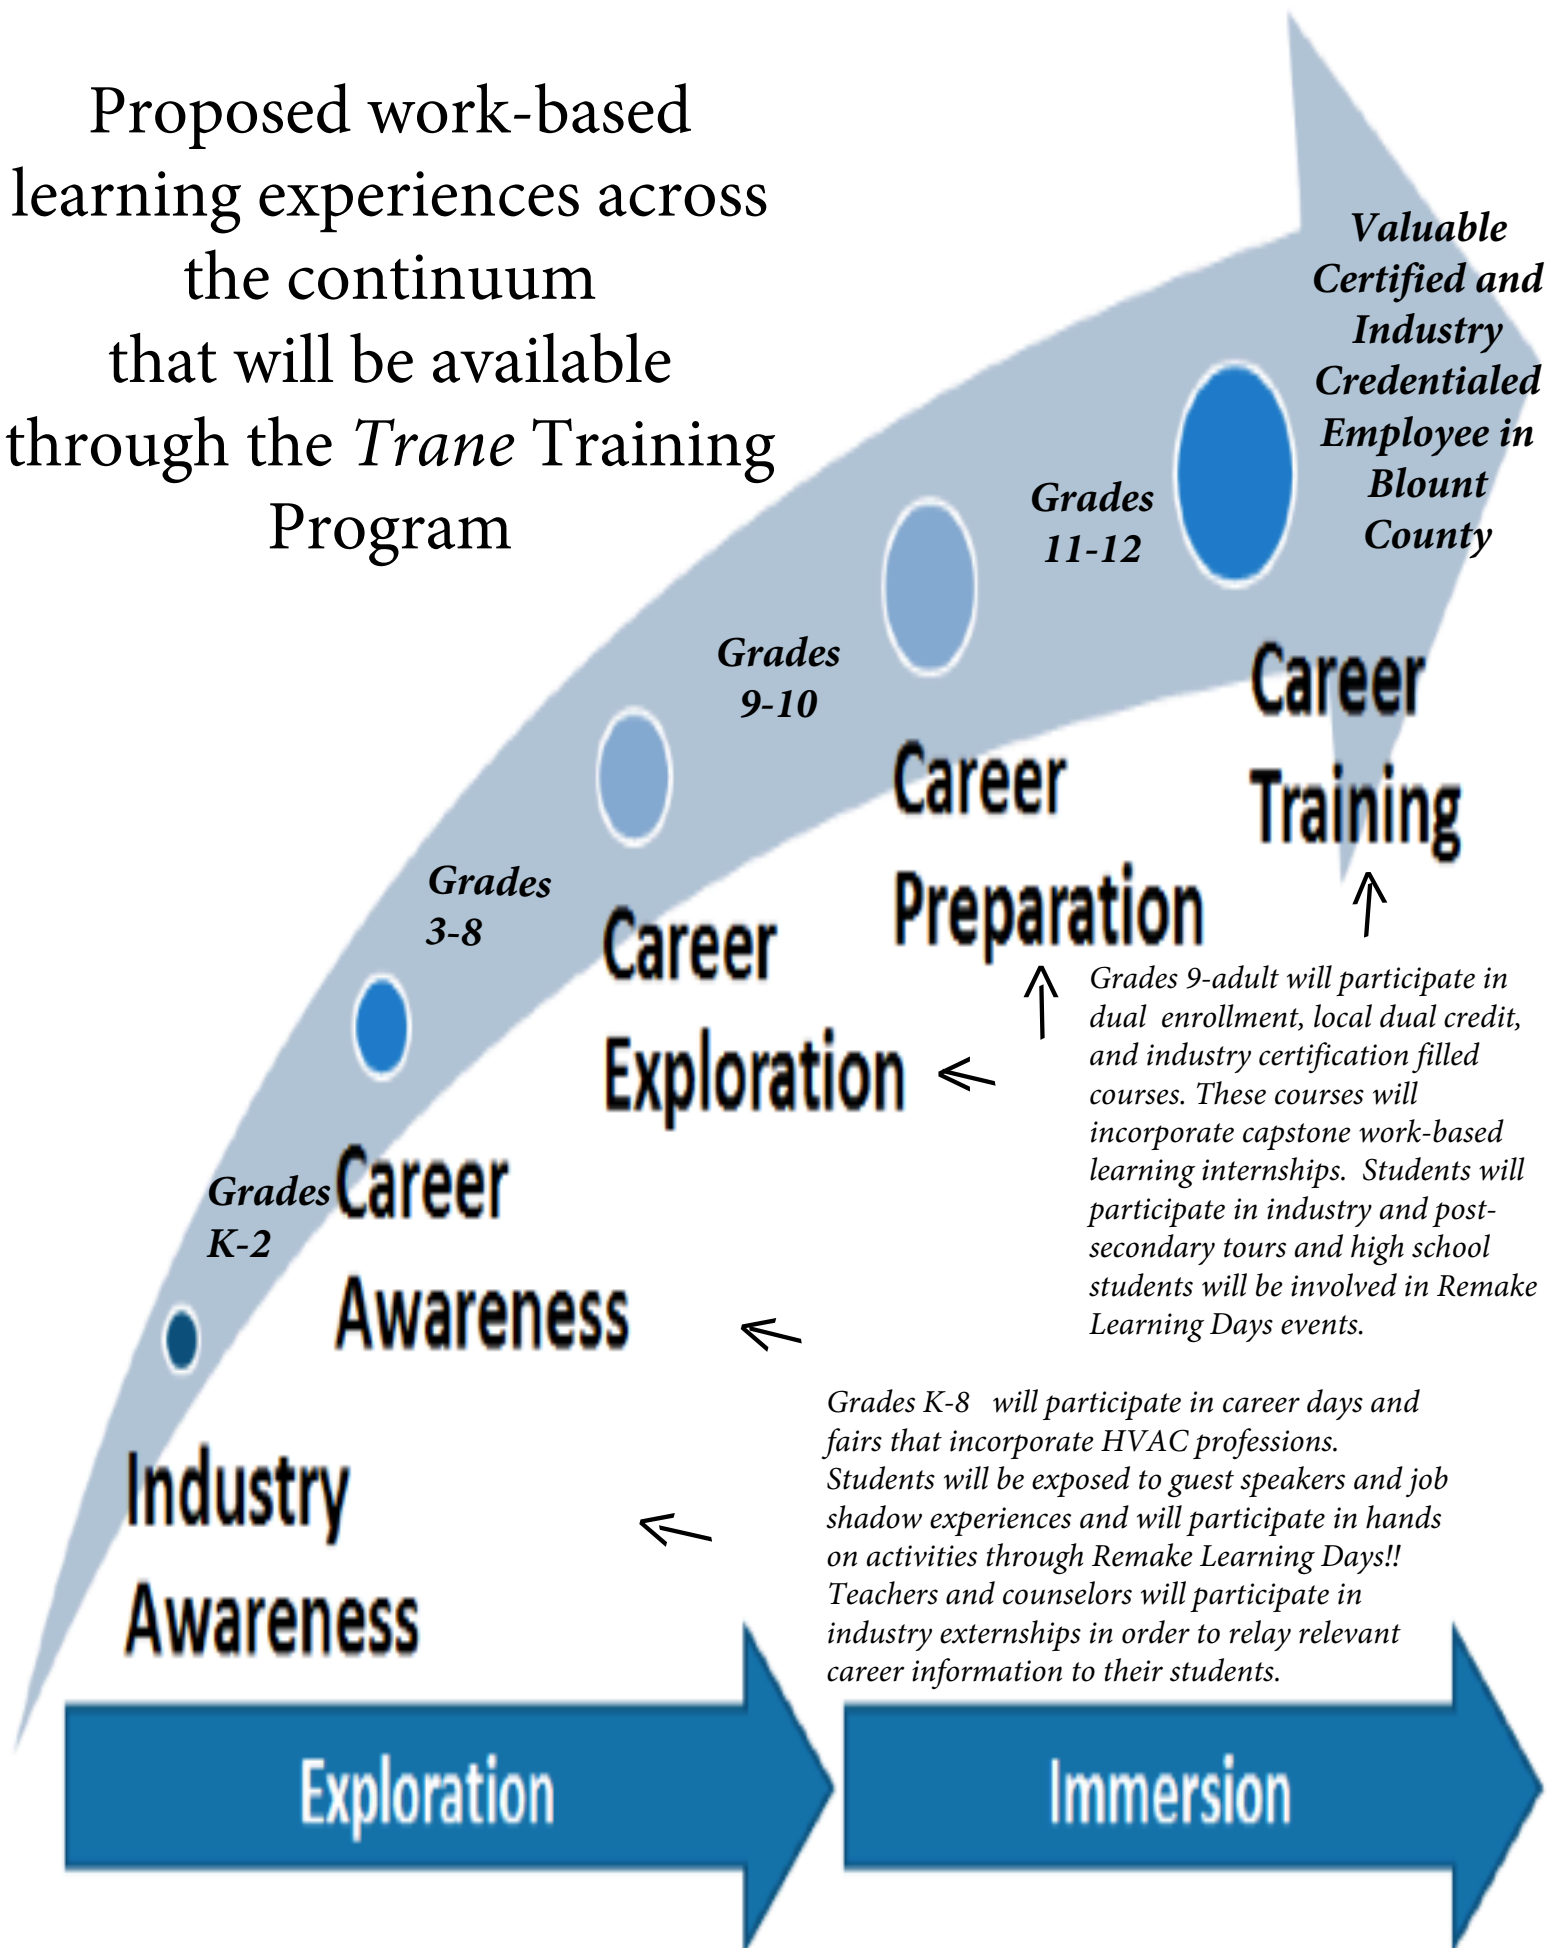 Proposed work-based
learning experiences across
the continuum
that will be available
through the Trane Training
Program
Valuable
Certified and
Industry
Credentialed
Employee in
Blount
County
Grades
11-12
Career
Training
Grades
9-10
Career
Preparation
Grades
3-8
Career
Exploration
Grades 9-adult will participate in
dual  enrollment, local dual credit,
and industry certification filled
courses. These courses will
incorporate capstone work-based
learning internships.  Students will
participate in industry and post-
secondary tours and high school
students will be involved in Remake
Learning Days events.
Grades
K-2
Career
Awareness
Grades K-8   will participate in career days and
fairs that incorporate HVAC professions.
Students will be exposed to guest speakers and job
shadow experiences and will participate in hands
on activities through Remake Learning Days!!
Teachers and counselors will participate in
industry externships in order to relay relevant
career information to their students.
Industry
Awareness
Exploration
Immersion